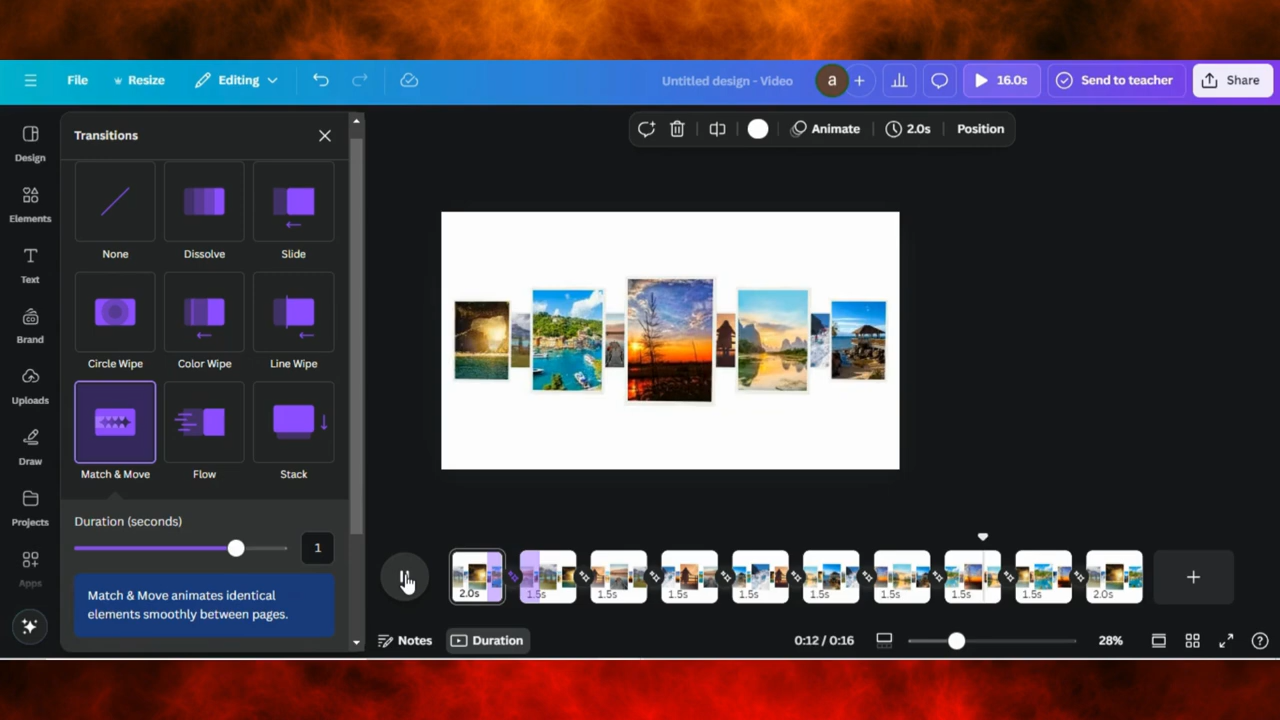 File
Resize
Editing
Untitled design - Video
a
16.0s
Send to teacher
Share
Design
Elements
Text
Brand
Uploads
Draw
Projects
Apps
Transitions
None
Dissolve
Slide
Circle Wipe
Color Wipe
Line Wipe
Match & Move
Flow
Stack
Duration (seconds)
1
Match & Move animates identical
elements smoothly between pages.
Animate
2.0s
Position
2.0s
1.5s
1.5s
1.5s
1.5s
1.5s
1.5s
1.5s
1.5s
2.0s
Notes
Duration
0:12 / 0:16
28%